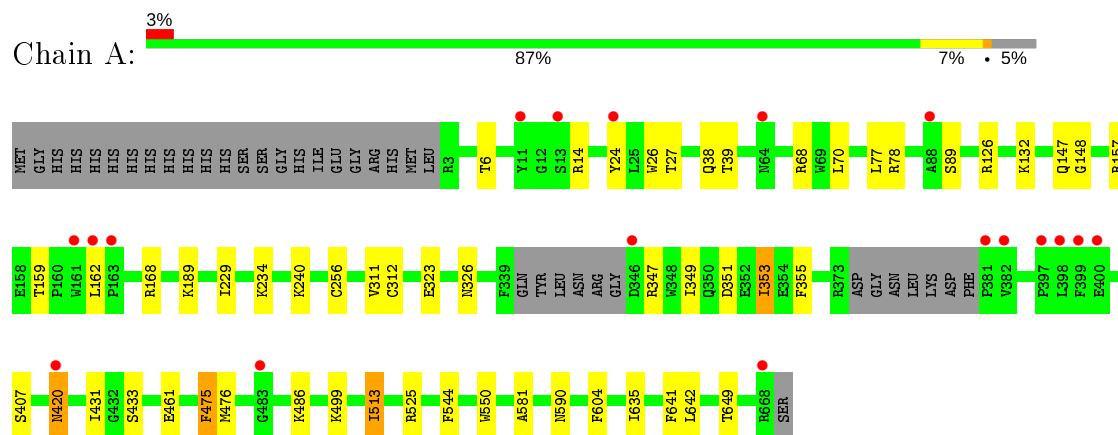 3%
Chain A:
87% 7% • 5%
MET GLY HIS HIS HIS HIS HIS HIS HIS HIS HIS HIS SER SER GLY HIS ILE GLU GLY ARG HIS MET LEU R3 T6 Y11 G12 S13 R14 Y24 L25 W26 T27 Q38 T39 N64 R68 W69 L70 L77 R78 A88 S89 R126 K132 Q147 G148 R157
E158 T159 P160 W161 L162 P163 R168 K189 I229 K234 K240 C256 V311 C312 E323 N326 F339 GLN TYR LEU ASN ARG GLY D346 R347 W348 I349 Q350 D351 E352 I353 E354 F355 R373 ASP GLY ASN LEU LYS ASP PHE P381 V382 P397 L398 F399 E400
S407 N420 I431 G432 S433 E461 F475 M476 G483 K486 K499 I513 R525 F544 W550 A581 N590 F604 I635 F641 L642 T649 R668 SER